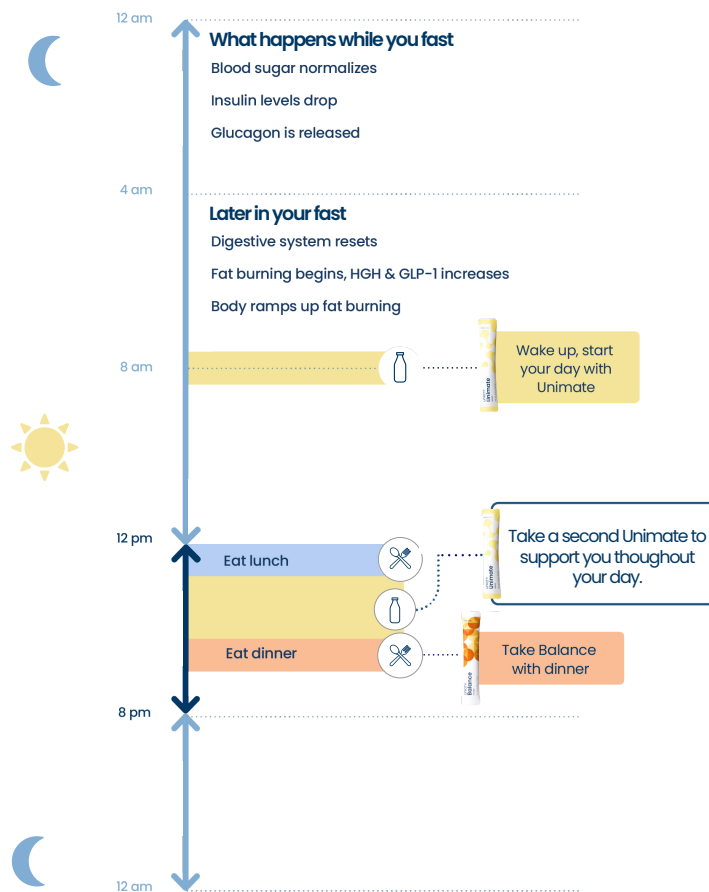 12 am
What happens while you fast
Blood sugar normalizes
Insulin levels drop
Glucagon is released
4 am
Later in your fast
Digestive system resets
Fat burning begins, HGH & GLP-1 increases
Body ramps up fat burning
8 am
Unimate
Wake up, start
your day with
Unimate
12 pm
Eat lunch
Unimate
Take a second Unimate to
support you thoughout
your day.
Eat dinner
Balance
Take Balance
with dinner
8 pm
12 am